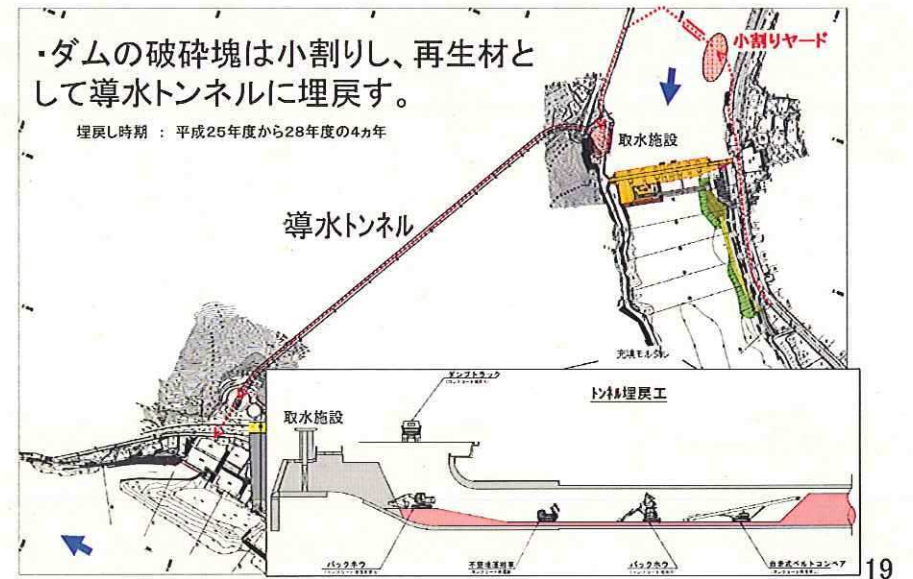 ・ダムの破砕塊は小割りし、再生材と
して導水トンネルに埋戻す。
埋戻し時期 ： 平成25年度から28年度の4ヵ年
小割りヤード
取水施設
導水トンネル
充填モルタル
ダンプトラック
トンネル埋戻工
取水施設
バックホウ
不整地運搬車
バックホウ
自走式ベルトコンベア
19